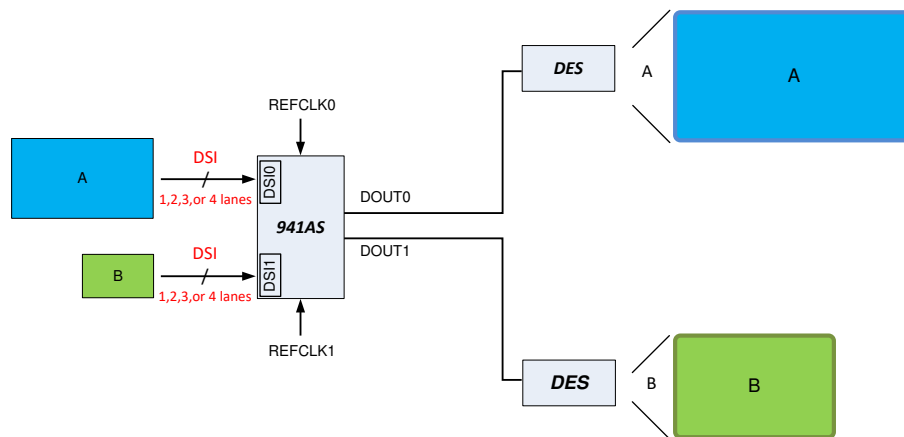 DES
A
A
REFCLK0
A
DSI
1,2,3,or 4 lanes
DSI0
DOUT0
941AS
DOUT1
B
DSI
1,2,3,or 4 lanes
DSI1
REFCLK1
DES
B
B